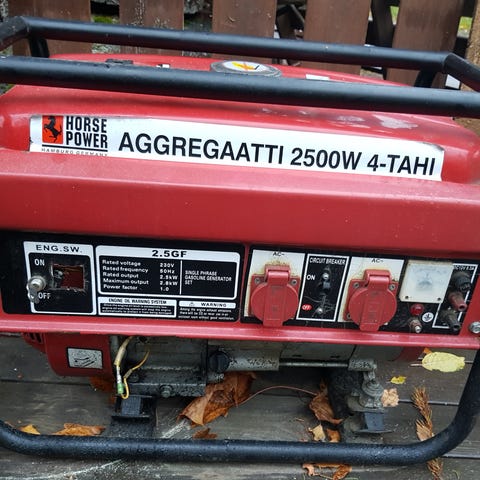 HORSE
POWER
HAMBURG GERMANY
AGGREGAATTI 2500W 4-TAHI
ENG.SW.
ON
OFF
2.5GF
Rated voltage 230V
Rated frequency 50Hz
Rated output 2.5kW
Maximum output 2.8kW
Power factor 1.0
SINGLE PHRASE
GASOLINE GENERATOR
SET
ENGINE OIL WARNING SYSTEM
WARNING
AC~
CIRCUIT BREAKER
ON
OFF
AC~